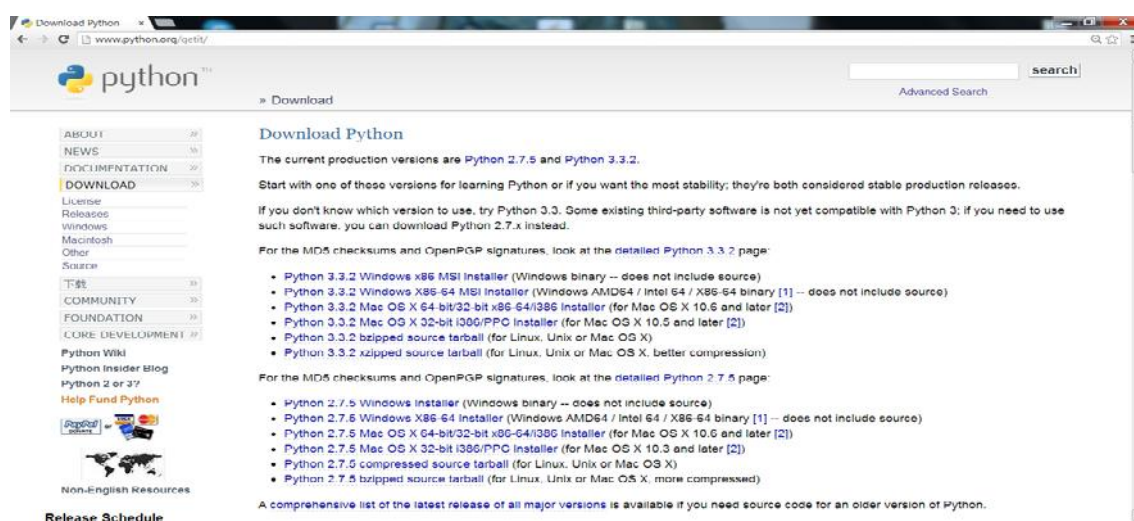 Download Python
www.python.org/getit/
python™
search
Advanced Search
» Download
ABOUT
NEWS
DOCUMENTATION
DOWNLOAD
License
Releases
Windows
Macintosh
Other
Source
下载
COMMUNITY
FOUNDATION
CORE DEVELOPMENT
Python Wiki
Python Insider Blog
Python 2 or 3?
Help Fund Python
PayPal
DONATE
or
VISA
Non-English Resources
Release Schedule
Download Python
The current production versions are Python 2.7.5 and Python 3.3.2.
Start with one of these versions for learning Python or if you want the most stability; they're both considered stable production releases.
If you don't know which version to use, try Python 3.3. Some existing third-party software is not yet compatible with Python 3; if you need to use
such software, you can download Python 2.7.x instead.
For the MD5 checksums and OpenPGP signatures, look at the detailed Python 3.3.2 page:
• Python 3.3.2 Windows x86 MSI Installer (Windows binary -- does not include source)
• Python 3.3.2 Windows X86-64 MSI Installer (Windows AMD64 / Intel 64 / X86-64 binary [1] -- does not include source)
• Python 3.3.2 Mac OS X 64-bit/32-bit x86-64/i386 Installer (for Mac OS X 10.6 and later [2])
• Python 3.3.2 Mac OS X 32-bit i386/PPC Installer (for Mac OS X 10.5 and later [2])
• Python 3.3.2 bzipped source tarball (for Linux, Unix or Mac OS X)
• Python 3.3.2 xzipped source tarball (for Linux, Unix or Mac OS X, better compression)
For the MD5 checksums and OpenPGP signatures, look at the detailed Python 2.7.5 page:
• Python 2.7.5 Windows Installer (Windows binary -- does not include source)
• Python 2.7.5 Windows X86-64 Installer (Windows AMD64 / Intel 64 / X86-64 binary [1] -- does not include source)
• Python 2.7.5 Mac OS X 64-bit/32-bit x86-64/i386 Installer (for Mac OS X 10.6 and later [2])
• Python 2.7.5 Mac OS X 32-bit i386/PPC Installer (for Mac OS X 10.3 and later [2])
• Python 2.7.5 compressed source tarball (for Linux, Unix or Mac OS X)
• Python 2.7.5 bzipped source tarball (for Linux, Unix or Mac OS X, more compressed)
A comprehensive list of the latest release of all major versions is available if you need source code for an older version of Python.